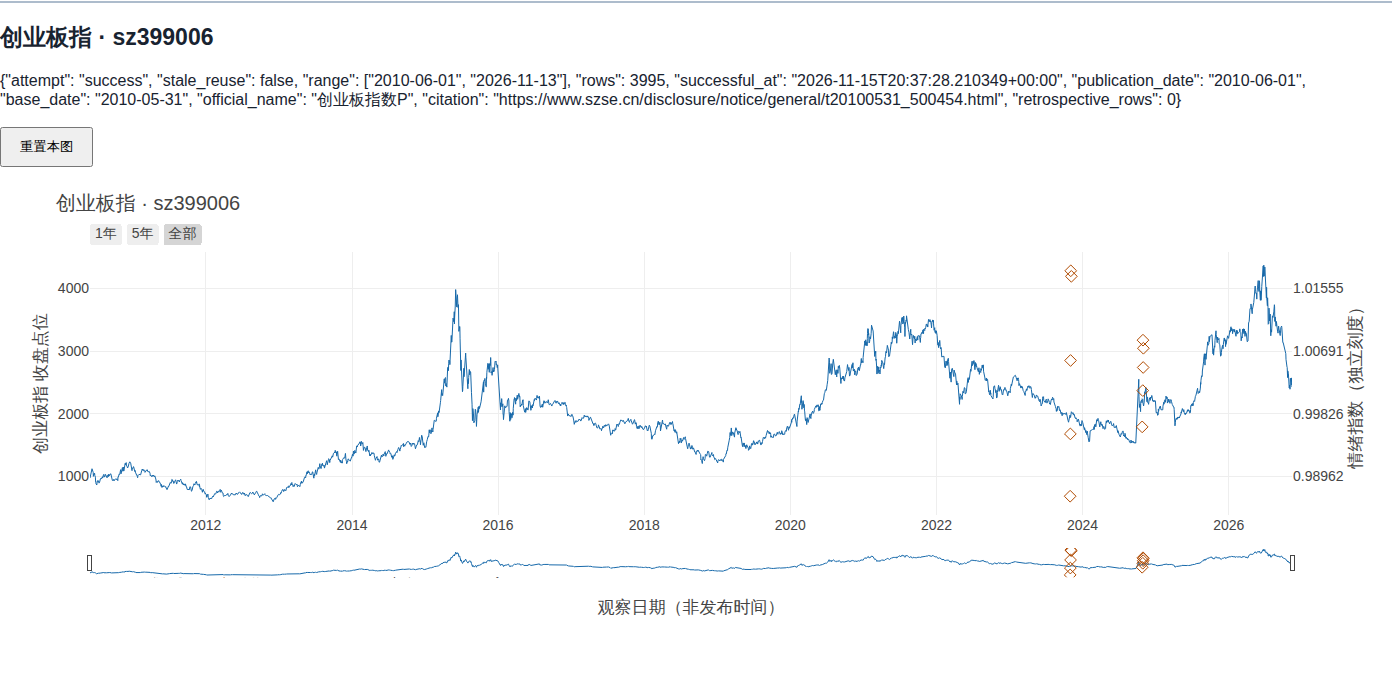 创业板指 · sz399006
{"attempt": "success", "stale_reuse": false, "range": ["2010-06-01", "2026-11-13"], "rows": 3995, "successful_at": "2026-11-15T20:37:28.210349+00:00", "publication_date": "2010-06-01",
"base_date": "2010-05-31", "official_name": "创业板指数P", "citation": "https://www.szse.cn/disclosure/notice/general/t20100531_500454.html", "retrospective_rows": 0}
重置本图
创业板指 · sz399006
1年 5年 全部
创业板指 收盘点位
4000
3000
2000
1000
1.01555
1.00691
0.99826
0.98962
情绪指数（独立刻度）
2012 2014 2016 2018 2020 2022 2024 2026
观察日期（非发布时间）